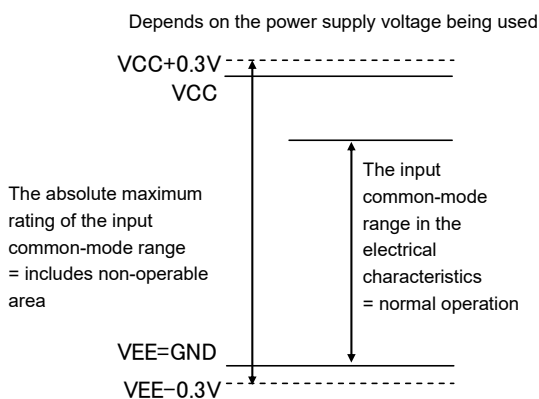 Depends on the power supply voltage being used
VCC+0.3V
VCC
The absolute maximum
rating of the input
common-mode range
= includes non-operable
area
The input
common-mode
range in the
electrical
characteristics
= normal operation
VEE=GND
VEE−0.3V